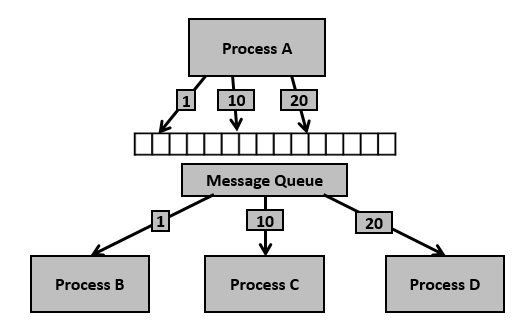 Process A
1
10
20
Message Queue
1
10
20
Process B
Process C
Process D